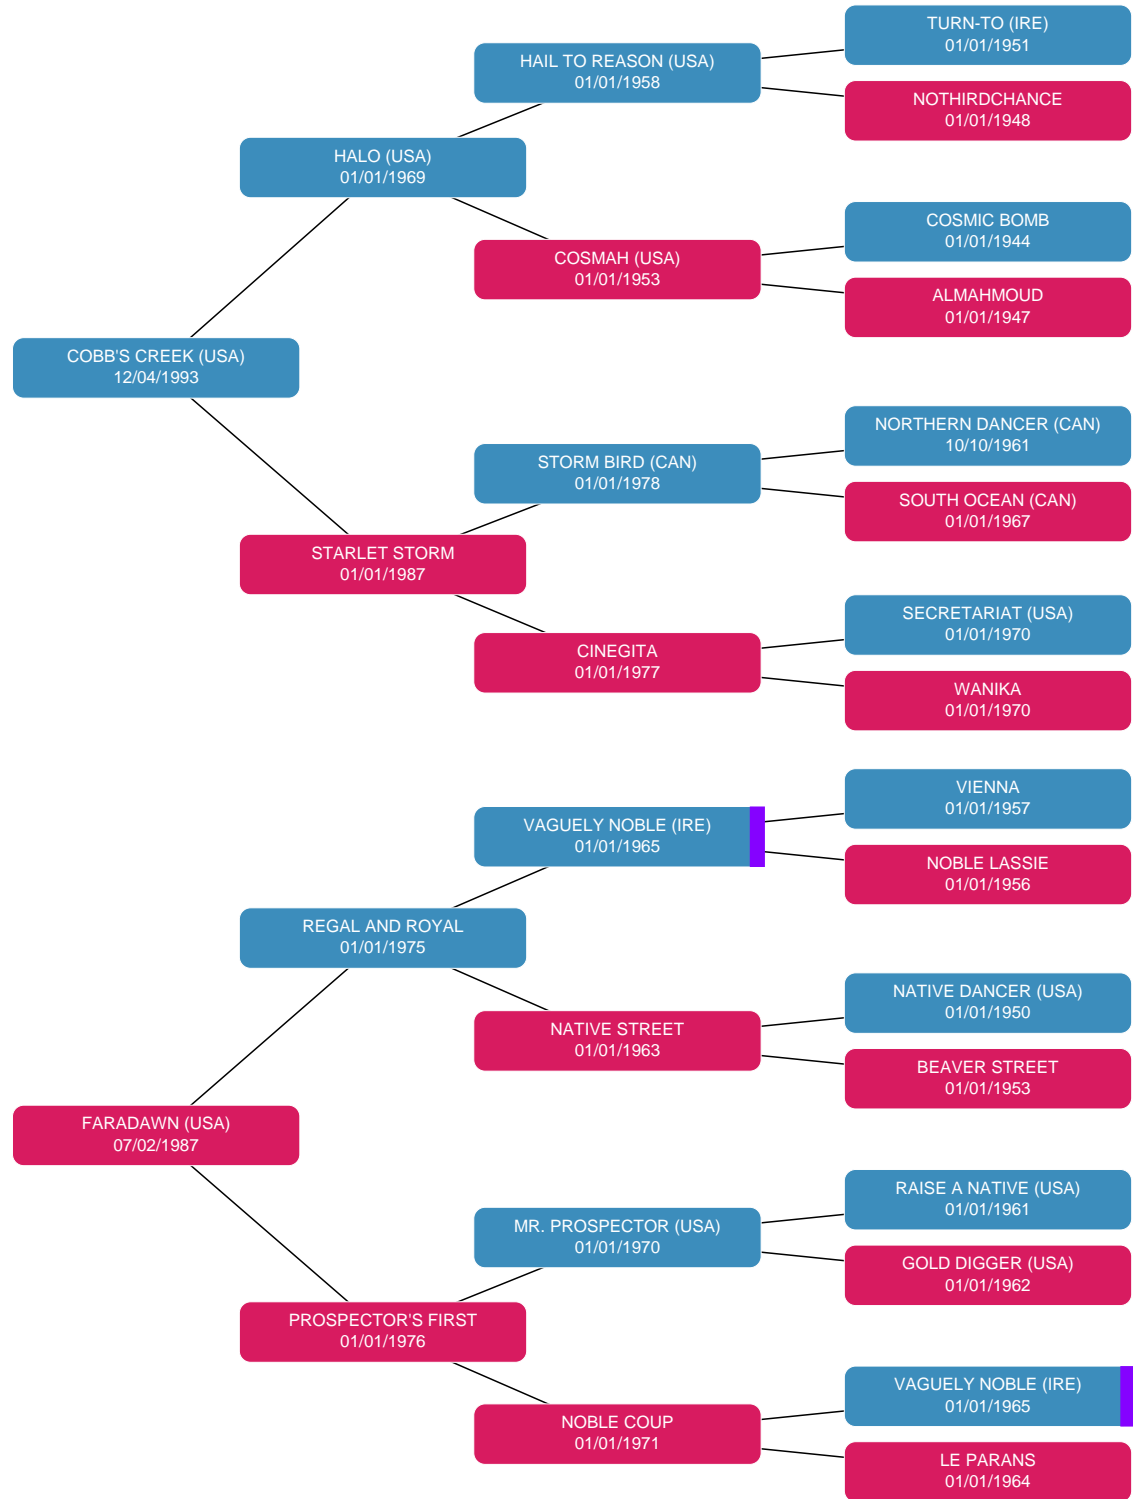 TURN-TO (IRE)
01/01/1951
HAIL TO REASON (USA)
01/01/1958
NOTHIRDCHANCE
01/01/1948
HALO (USA)
01/01/1969
COSMIC BOMB
01/01/1944
COSMAH (USA)
01/01/1953
ALMAHMOUD
01/01/1947
COBB'S CREEK (USA)
12/04/1993
NORTHERN DANCER (CAN)
10/10/1961
STORM BIRD (CAN)
01/01/1978
SOUTH OCEAN (CAN)
01/01/1967
STARLET STORM
01/01/1987
SECRETARIAT (USA)
01/01/1970
CINEGITA
01/01/1977
WANIKA
01/01/1970
VIENNA
01/01/1957
VAGUELY NOBLE (IRE)
01/01/1965
NOBLE LASSIE
01/01/1956
REGAL AND ROYAL
01/01/1975
NATIVE DANCER (USA)
01/01/1950
NATIVE STREET
01/01/1963
BEAVER STREET
01/01/1953
FARADAWN (USA)
07/02/1987
RAISE A NATIVE (USA)
01/01/1961
MR. PROSPECTOR (USA)
01/01/1970
GOLD DIGGER (USA)
01/01/1962
PROSPECTOR'S FIRST
01/01/1976
VAGUELY NOBLE (IRE)
01/01/1965
NOBLE COUP
01/01/1971
LE PARANS
01/01/1964